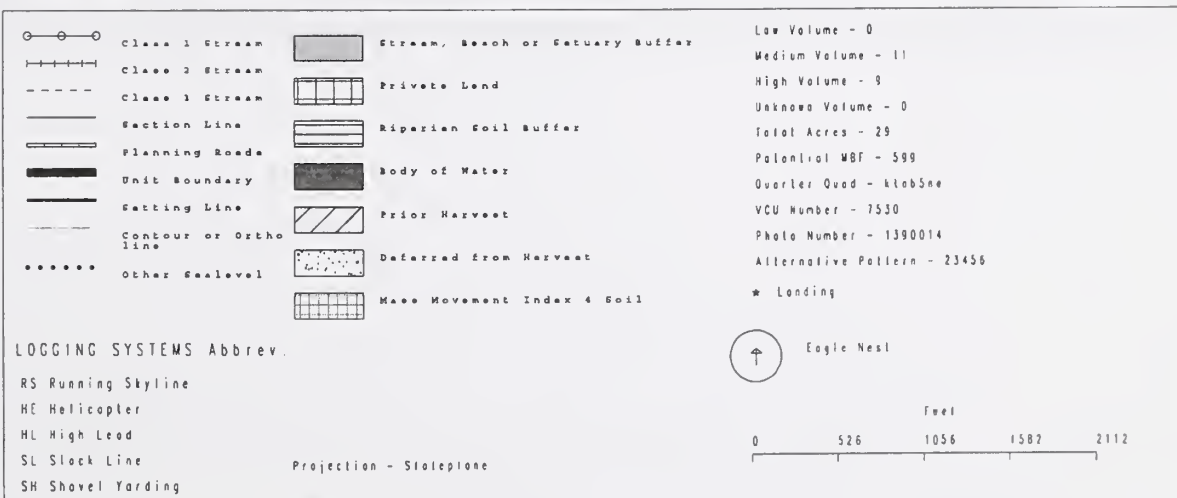 Class 1 Stream
Class 2 Stream
Class 3 Stream
Section Line
Planning Roads
Unit Boundary
Setting Line
Contour or Ortho
line
Other Sealevel
Stream, Beach or Estuary Buffer
Private Land
Riparian Soil Buffer
Body of Water
Prior Harvest
Deferred from Harvest
Mass Movement Index 4 Soil
Low Volume - 0
Medium Volume - 11
High Volume - 9
Unknown Volume - 0
Total Acres - 29
Potential MBF - 599
Quarter Quad - ktab5ne
VCU Number - 7530
Photo Number - 1390014
Alternative Pattern - 23456
★ Landing
Eagle Nest
LOGGING SYSTEMS Abbrev.
RS Running Skyline
HE Helicopter
HL High Lead
SL Slack Line
SH Shovel Yarding
Projection - Stateplane
Feet
0 526 1056 1582 2112